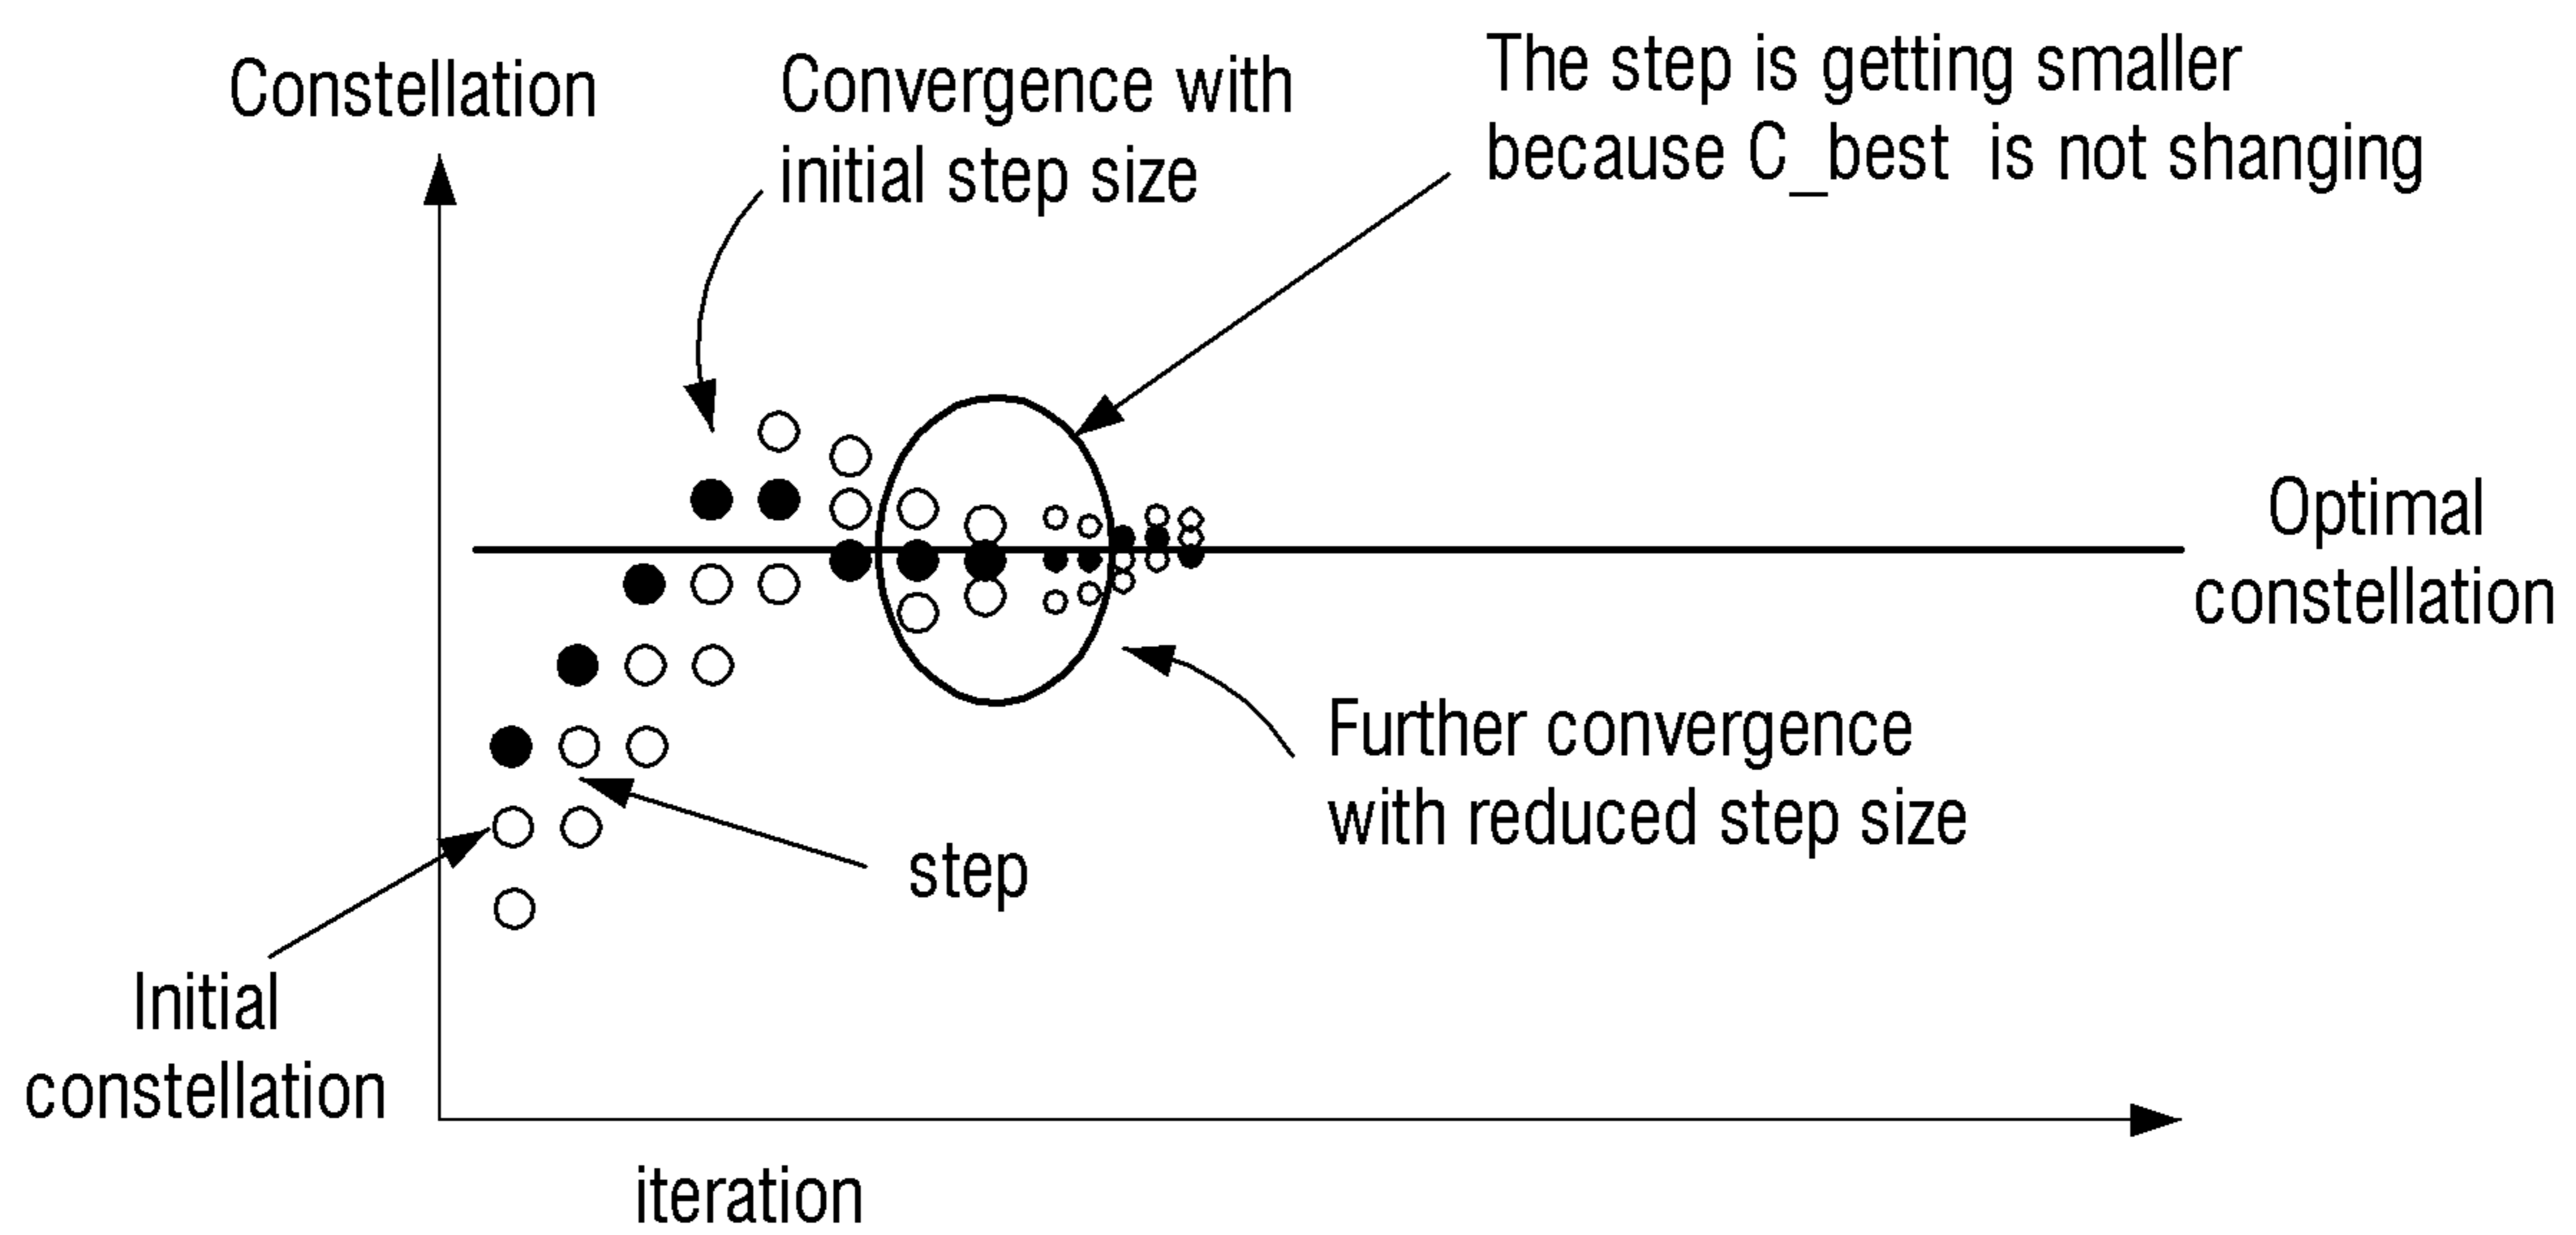 Constellation
Convergence with
initial step size
The step is getting smaller
because C_best is not shanging
Optimal
constellation
Further convergence
with reduced step size
step
Initial
constellation
iteration